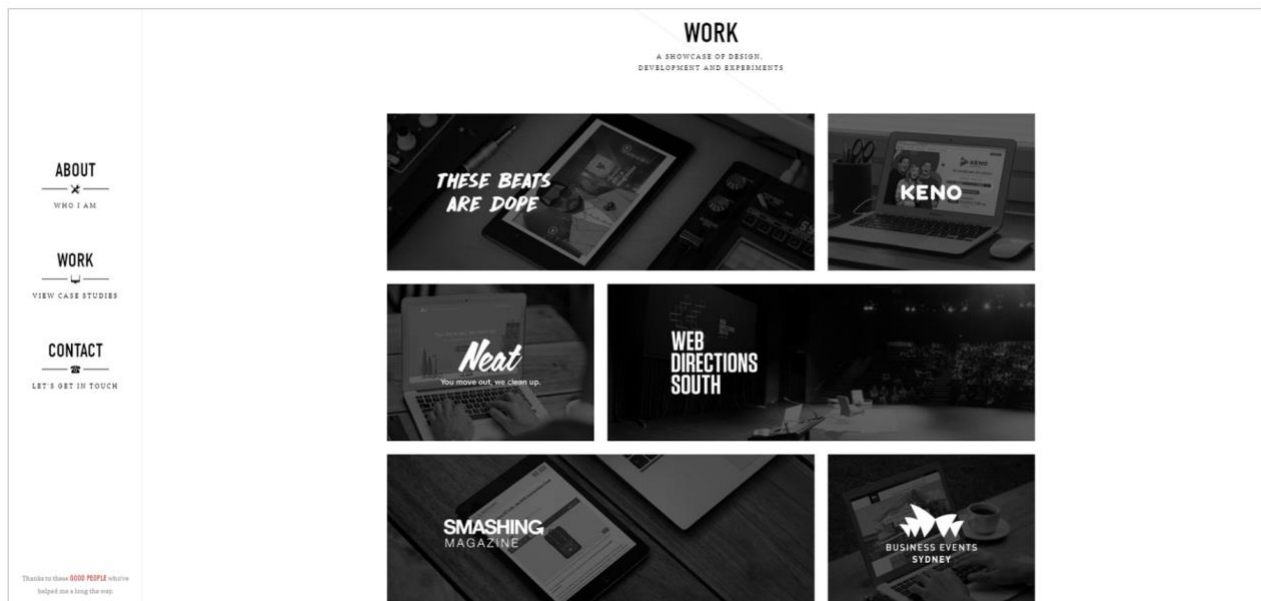 WORK
A SHOWCASE OF DESIGN,
DEVELOPMENT AND EXPERIMENTS
ABOUT
WHO I AM
WORK
VIEW CASE STUDIES
CONTACT
LET'S GET IN TOUCH
Thanks to these GOOD PEOPLE who've
helped me a long the way.
THESE BEATS
ARE DOPE
KENO
KENO
Neat
You move out, we clean up.
WEB
DIRECTIONS
SOUTH
SMASHING
MAGAZINE
BUSINESS EVENTS
SYDNEY